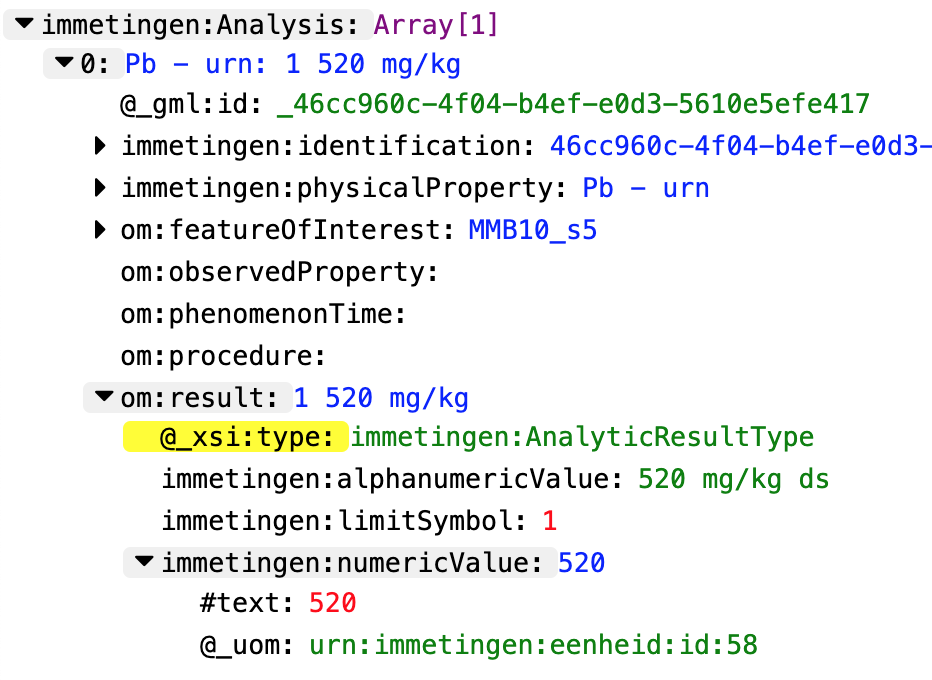 immetingen:Analysis: Array[1]
0: Pb – urn: 1 520 mg/kg
@_gml:id: _46cc960c-4f04-b4ef-e0d3-5610e5efe417
immetingen:identification: 46cc960c-4f04-b4ef-e0d3-
immetingen:physicalProperty: Pb – urn
om:featureOfInterest: MMB10_s5
om:observedProperty:
om:phenomenonTime:
om:procedure:
om:result: 1 520 mg/kg
@_xsi:type: immetingen:AnalyticResultType
immetingen:alphanumericValue: 520 mg/kg ds
immetingen:limitSymbol: 1
immetingen:numericValue: 520
#text: 520
@_uom: urn:immetingen:eenheid:id:58